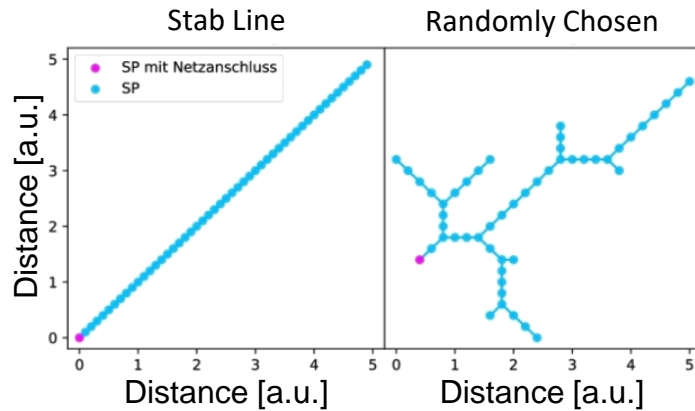 Stab Line
Randomly Chosen
SP mit Netzanschluss
SP
Distance [a.u.]
5
4
3
2
1
0
0 1 2 3 4 5
0 1 2 3 4 5
Distance [a.u.]
Distance [a.u.]